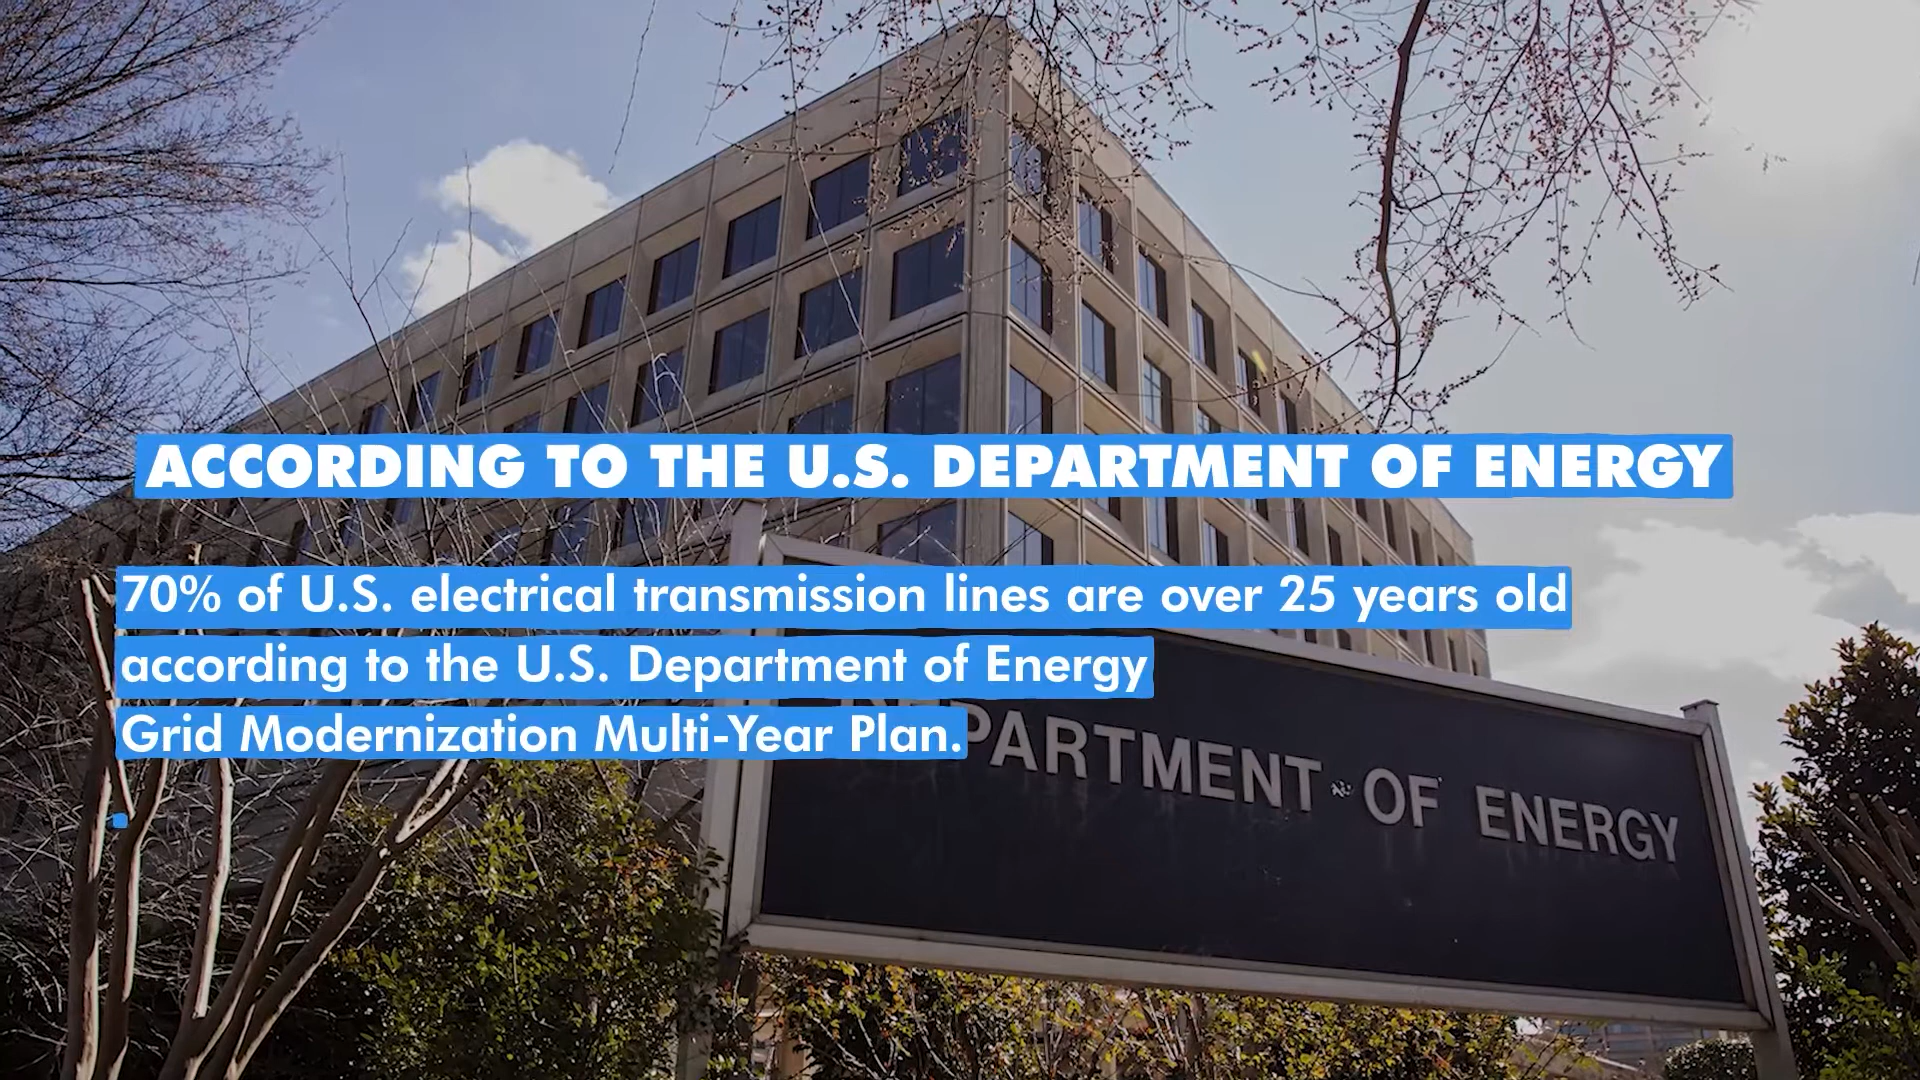 ACCORDING TO THE U.S. DEPARTMENT OF ENERGY
70% of U.S. electrical transmission lines are over 25 years old
according to the U.S. Department of Energy
Grid Modernization Multi-Year Plan.
DEPARTMENT OF ENERGY